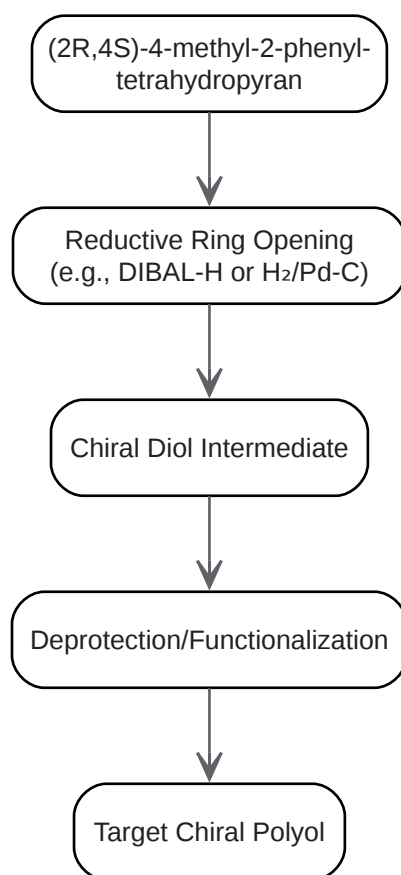 (2R,4S)-4-methyl-2-phenyl-
tetrahydropyran
Reductive Ring Opening
(e.g., DIBAL-H or H₂/Pd-C)
Chiral Diol Intermediate
Deprotection/Functionalization
Target Chiral Polyol